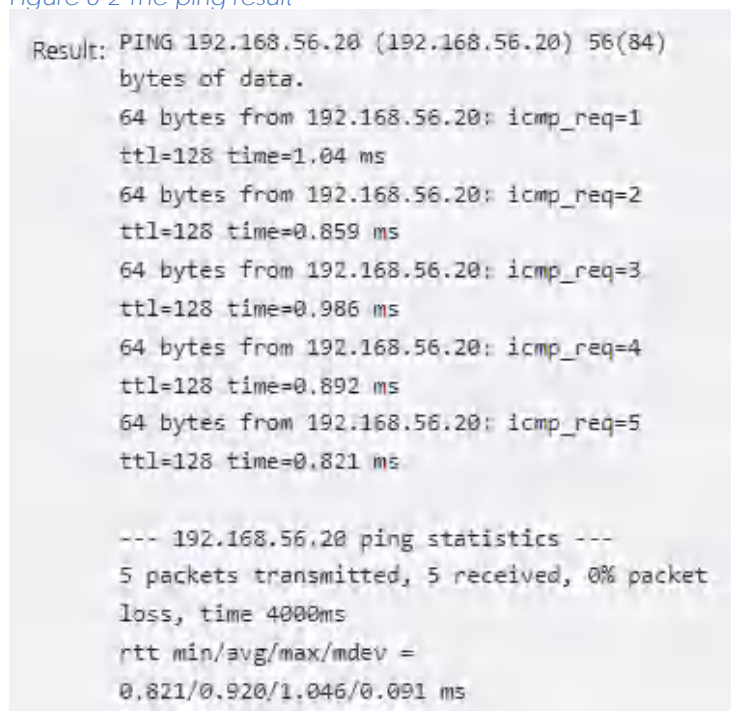 Figure 6-2 The ping result
Result: PING 192.168.56.20 (192.168.56.20) 56(84)
bytes of data.
64 bytes from 192.168.56.20: icmp_req=1
ttl=128 time=1.04 ms
64 bytes from 192.168.56.20: icmp_req=2
ttl=128 time=0.859 ms
64 bytes from 192.168.56.20: icmp_req=3
ttl=128 time=0.986 ms
64 bytes from 192.168.56.20: icmp_req=4
ttl=128 time=0.892 ms
64 bytes from 192.168.56.20: icmp_req=5
ttl=128 time=0.821 ms
--- 192.168.56.20 ping statistics ---
5 packets transmitted, 5 received, 0% packet
loss, time 4000ms
rtt min/avg/max/mdev =
0.821/0.920/1.046/0.091 ms